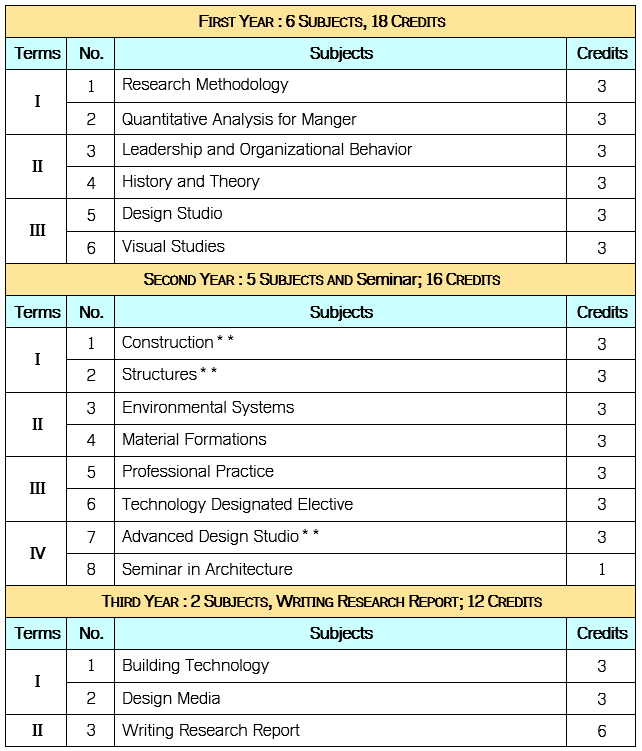 FIRST YEAR : 6 SUBJECTS, 18 CREDITS
Terms No. Subjects Credits
I 1 Research Methodology 3
2 Quantitative Analysis for Manger 3
II 3 Leadership and Organizational Behavior 3
4 History and Theory 3
III 5 Design Studio 3
6 Visual Studies 3
SECOND YEAR : 5 SUBJECTS AND Seminar; 16 CREDITS
Terms No. Subjects Credits
I 1 Construction** 3
2 Structures** 3
II 3 Environmental Systems 3
4 Material Formations 3
III 5 Professional Practice 3
6 Technology Designated Elective 3
IV 7 Advanced Design Studio** 3
8 Seminar in Architecture 1
THIRD YEAR : 2 SUBJECTS, WRITING RESEARCH REPORT; 12 CREDITS
Terms No. Subjects Credits
I 1 Building Technology 3
2 Design Media 3
II 3 Writing Research Report 6